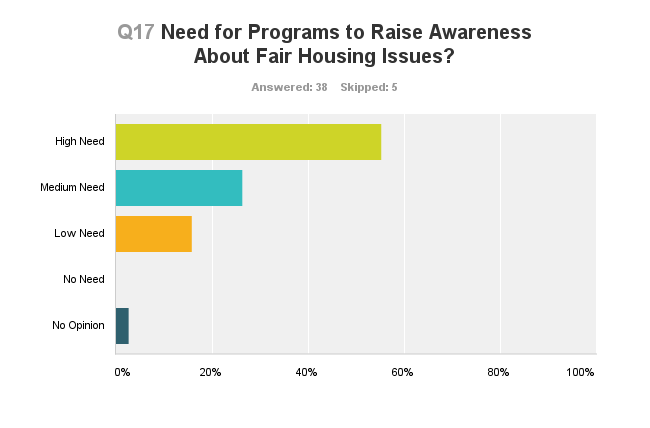 Q17 Need for Programs to Raise Awareness
About Fair Housing Issues?
Answered: 38 Skipped: 5
High Need
Medium Need
Low Need
No Need
No Opinion
0% 20% 40% 60% 80% 100%